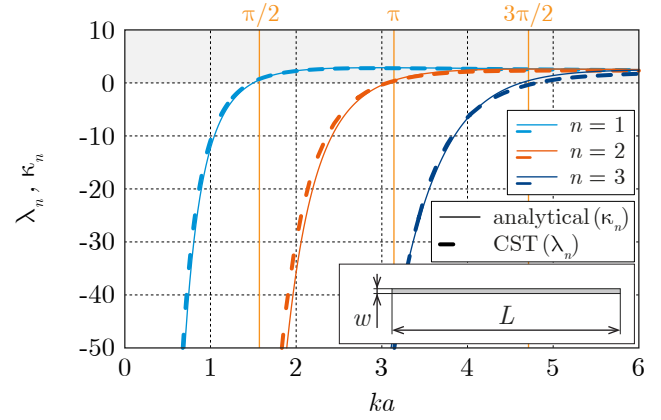 π/2 π 3π/2
10
0
-10
-20
-30
-40
-50
λn , κn
n = 1
n = 2
n = 3
analytical (κn)
CST (λn)
w
L
0 1 2 3 4 5 6
ka